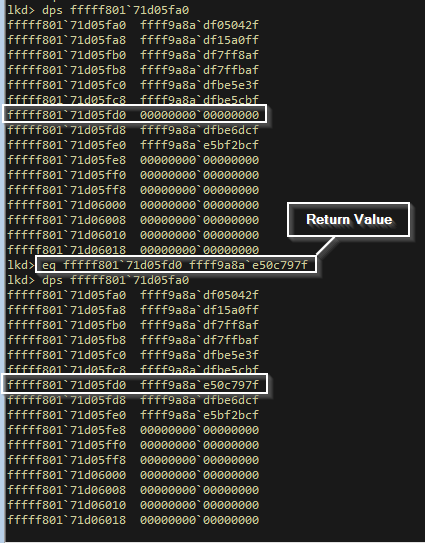 lkd> dps fffff801`71d05fa0
fffff801`71d05fa0 ffff9a8a`df05042f
fffff801`71d05fa8 ffff9a8a`df15a0ff
fffff801`71d05fb0 ffff9a8a`df7ff8af
fffff801`71d05fb8 ffff9a8a`df7ffbaf
fffff801`71d05fc0 ffff9a8a`dfbe5e3f
fffff801`71d05fc8 ffff9a8a`dfbe5cbf
fffff801`71d05fd0 00000000`00000000
fffff801`71d05fd8 ffff9a8a`dfbe6dcf
fffff801`71d05fe0 ffff9a8a`e5bf2bcf
fffff801`71d05fe8 00000000`00000000
fffff801`71d05ff0 00000000`00000000
fffff801`71d05ff8 00000000`00000000
fffff801`71d06000 00000000`00000000
fffff801`71d06008 00000000`00000000
fffff801`71d06010 00000000`00000000
fffff801`71d06018 00000000`00000000
Return Value
lkd> eq fffff801`71d05fd0 ffff9a8a`e50c797f
lkd> dps fffff801`71d05fa0
fffff801`71d05fa0 ffff9a8a`df05042f
fffff801`71d05fa8 ffff9a8a`df15a0ff
fffff801`71d05fb0 ffff9a8a`df7ff8af
fffff801`71d05fb8 ffff9a8a`df7ffbaf
fffff801`71d05fc0 ffff9a8a`dfbe5e3f
fffff801`71d05fc8 ffff9a8a`dfbe5cbf
fffff801`71d05fd0 ffff9a8a`e50c797f
fffff801`71d05fd8 ffff9a8a`dfbe6dcf
fffff801`71d05fe0 ffff9a8a`e5bf2bcf
fffff801`71d05fe8 00000000`00000000
fffff801`71d05ff0 00000000`00000000
fffff801`71d05ff8 00000000`00000000
fffff801`71d06000 00000000`00000000
fffff801`71d06008 00000000`00000000
fffff801`71d06010 00000000`00000000
fffff801`71d06018 00000000`00000000